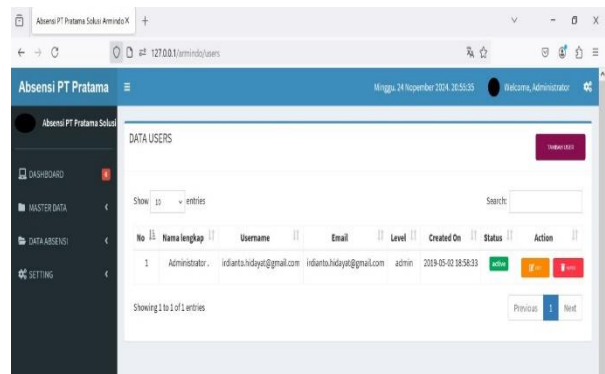 Absensi PT Pratama Solusi Armindo X +
127.0.0.1/armindo/users
Absensi PT Pratama
Minggu, 24 Nopember 2024, 20:55:35
Welcome, Administrator
Absensi PT Pratama Solusi
DATA USERS
TAMBAH USER
DASHBOARD
MASTER DATA
DATA ABSENSI
SETTING
Show 10 entries
Search:
No Nama lengkap Username Email Level Created On Status Action
1 Administrator . irdianto.hidayat@gmail.com irdianto.hidayat@gmail.com admin 2019-05-02 18:58:33 active
Showing 1 to 1 of 1 entries
Previous 1 Next